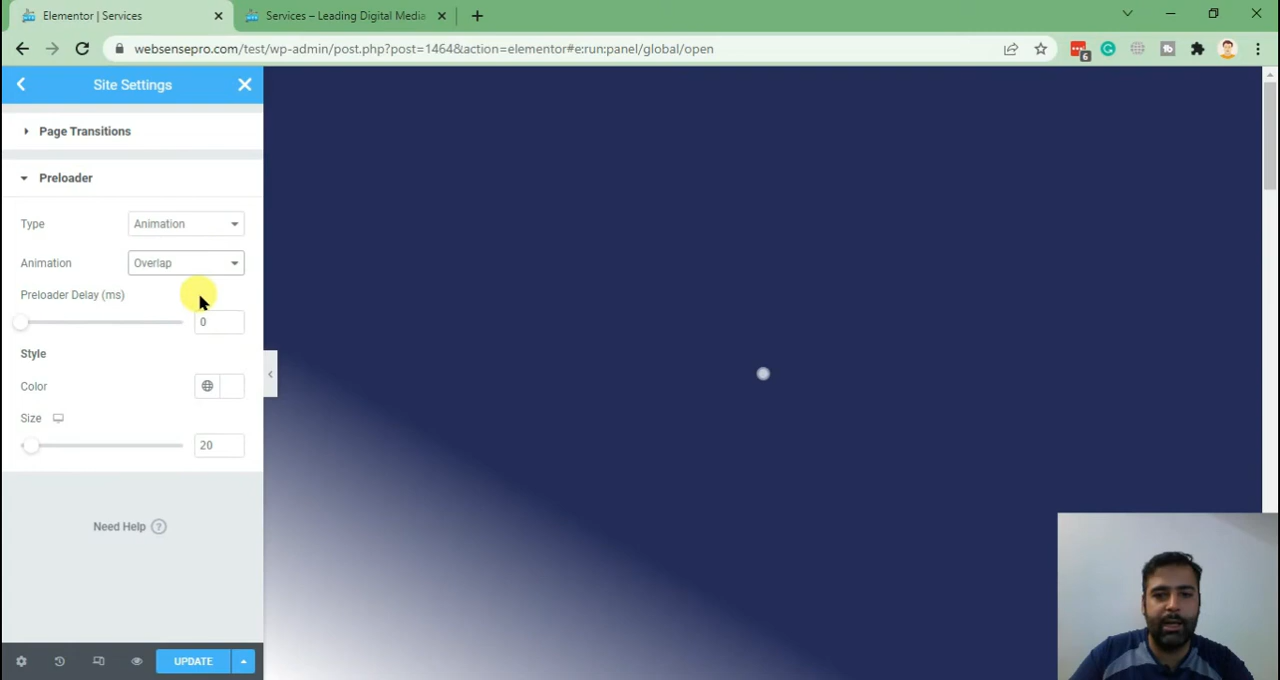 Elementor | Services
Services – Leading Digital Media
websensepro.com/test/wp-admin/post.php?post=1464&action=elementor#e:run:panel/global/open
6
Site Settings
Page Transitions
Preloader
Type
Animation
Animation
Overlap
Preloader Delay (ms)
0
Style
Color
Size
20
Need Help ?
UPDATE